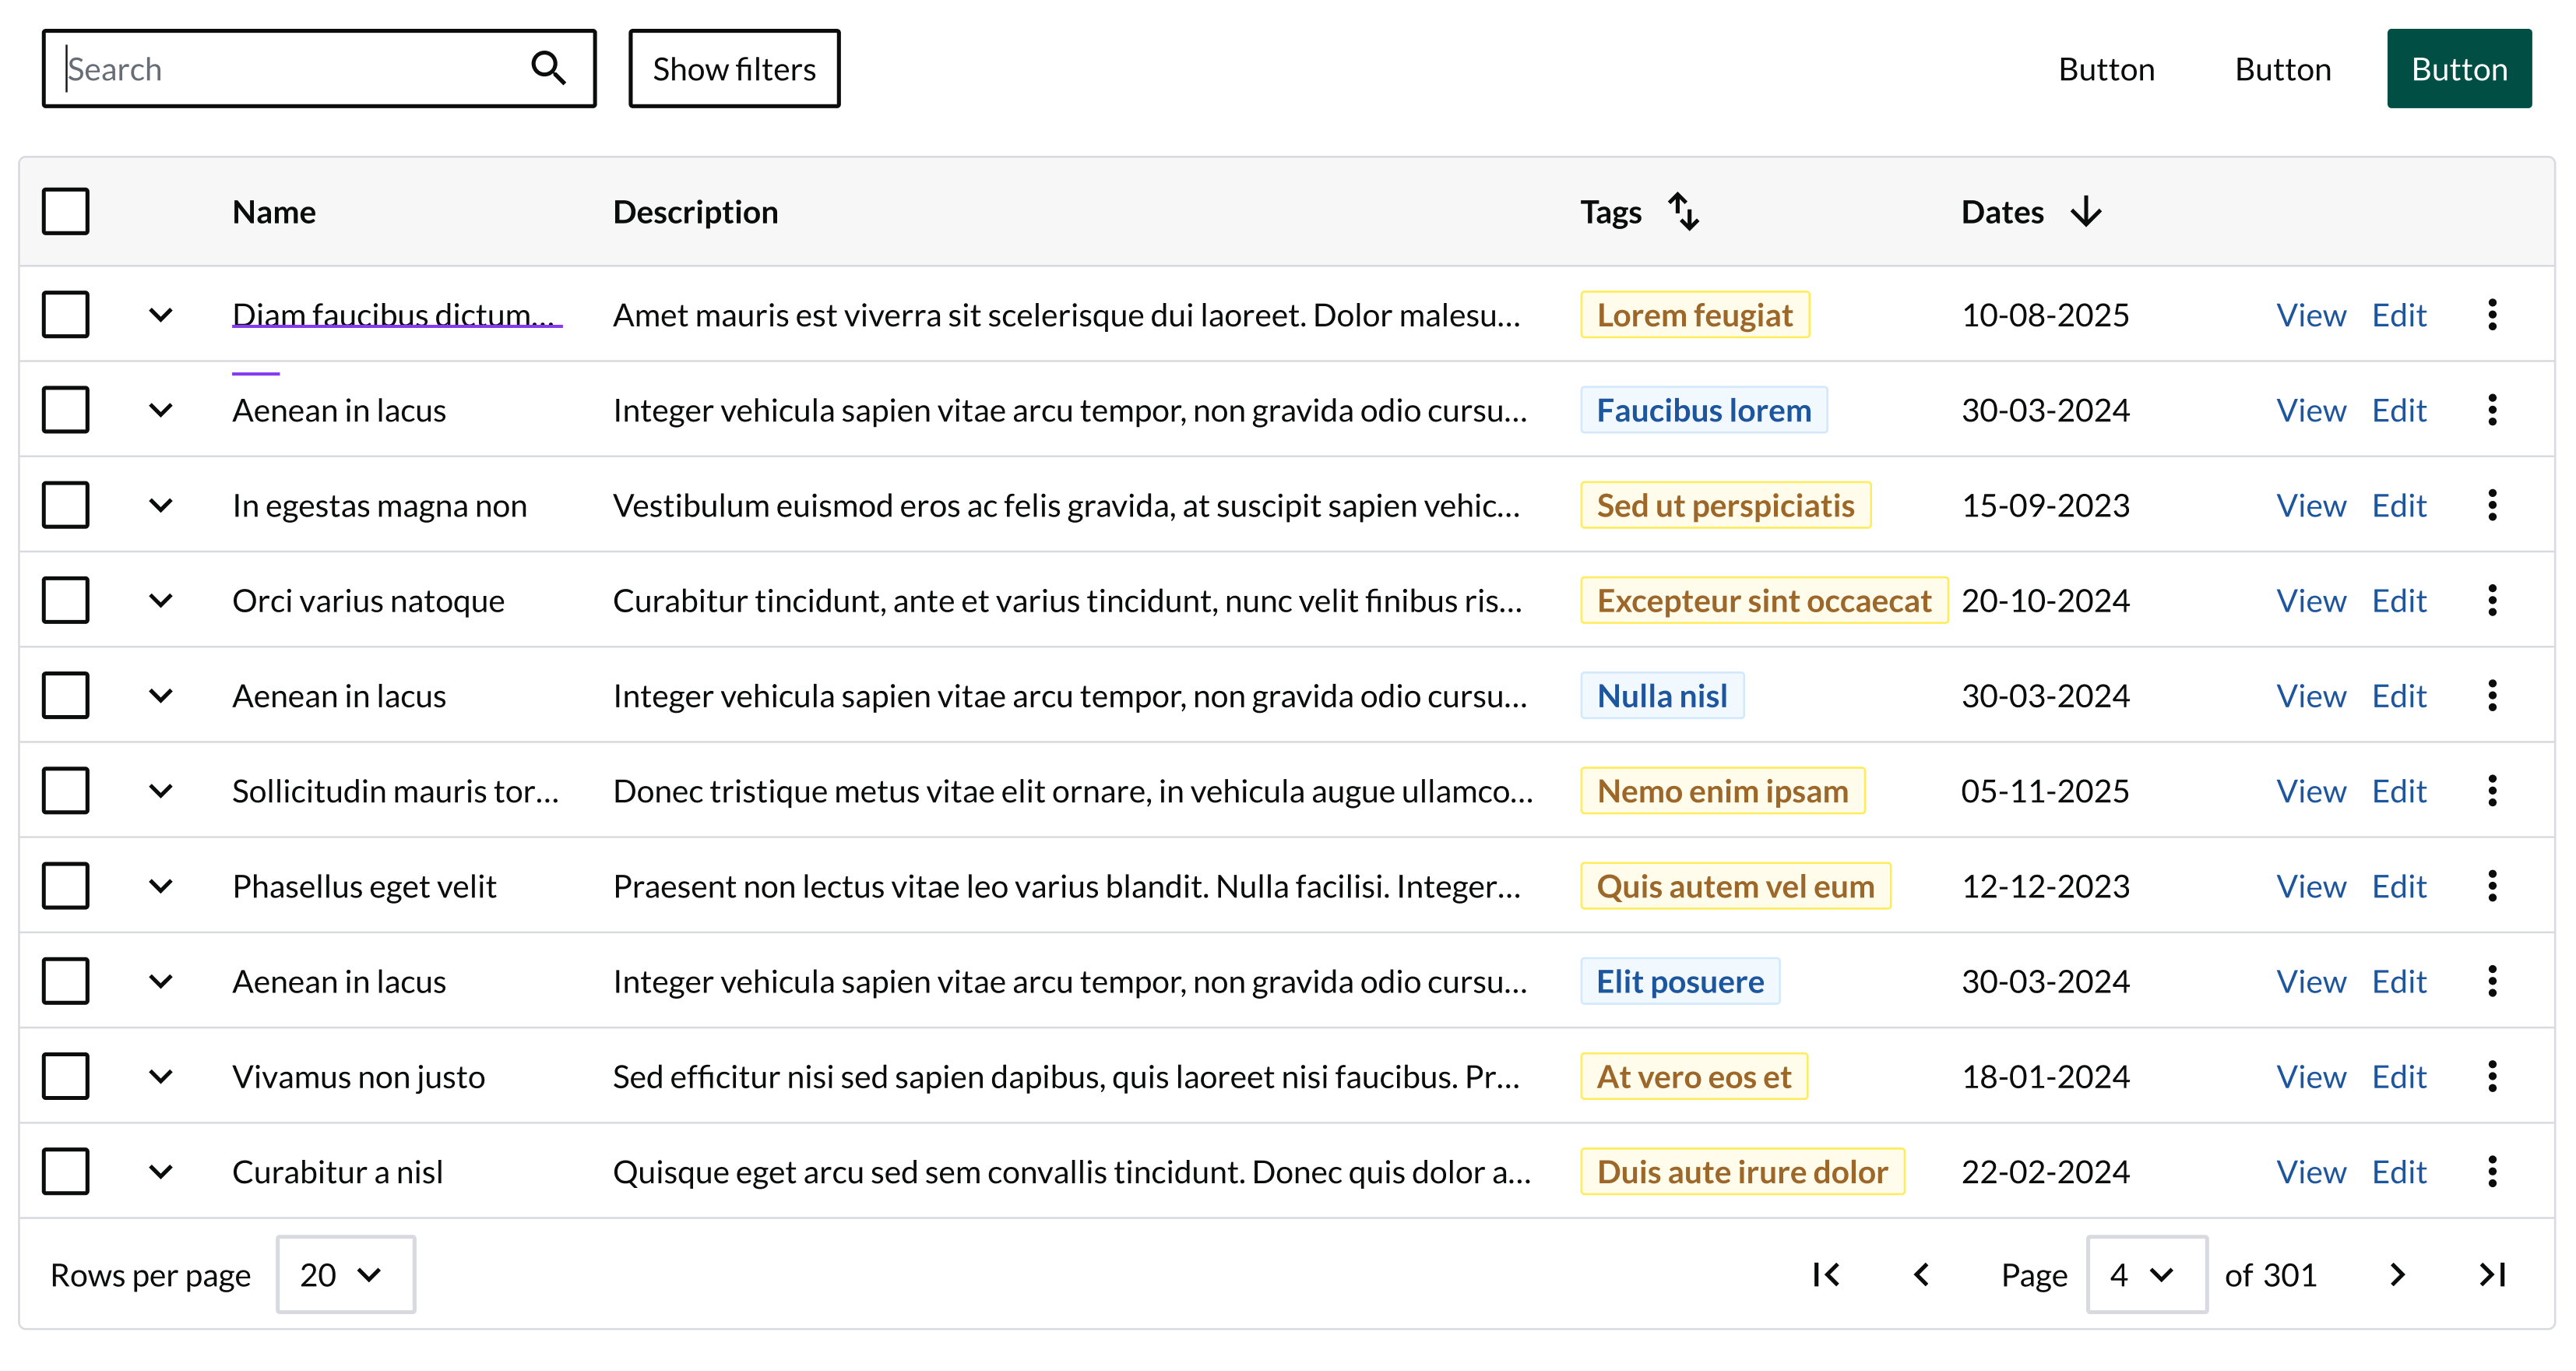 Search Show filters Button Button Button
Name Description Tags Dates
Diam faucibus dictum... Amet mauris est viverra sit scelerisque dui laoreet. Dolor malesu... Lorem feugiat 10-08-2025 View Edit
Aenean in lacus Integer vehicula sapien vitae arcu tempor, non gravida odio cursu... Faucibus lorem 30-03-2024 View Edit
In egestas magna non Vestibulum euismod eros ac felis gravida, at suscipit sapien vehic... Sed ut perspiciatis 15-09-2023 View Edit
Orci varius natoque Curabitur tincidunt, ante et varius tincidunt, nunc velit finibus ris... Excepteur sint occaecat 20-10-2024 View Edit
Aenean in lacus Integer vehicula sapien vitae arcu tempor, non gravida odio cursu... Nulla nisl 30-03-2024 View Edit
Sollicitudin mauris tor... Donec tristique metus vitae elit ornare, in vehicula augue ullamco... Nemo enim ipsam 05-11-2025 View Edit
Phasellus eget velit Praesent non lectus vitae leo varius blandit. Nulla facilisi. Integer... Quis autem vel eum 12-12-2023 View Edit
Aenean in lacus Integer vehicula sapien vitae arcu tempor, non gravida odio cursu... Elit posuere 30-03-2024 View Edit
Vivamus non justo Sed efficitur nisi sed sapien dapibus, quis laoreet nisi faucibus. Pr... At vero eos et 18-01-2024 View Edit
Curabitur a nisl Quisque eget arcu sed sem convallis tincidunt. Donec quis dolor a... Duis aute irure dolor 22-02-2024 View Edit
Rows per page 20 Page 4 of 301